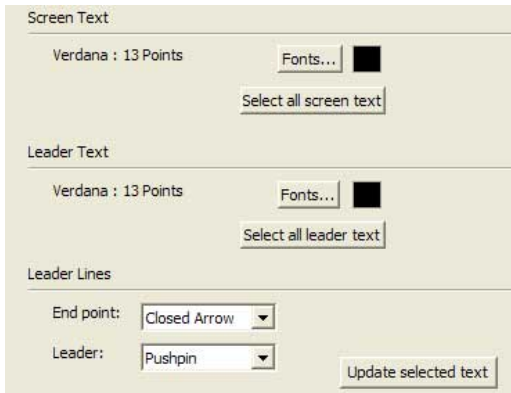 Screen Text
Verdana : 13 Points Fonts...
Select all screen text
Leader Text
Verdana : 13 Points Fonts...
Select all leader text
Leader Lines
End point: Closed Arrow
Leader: Pushpin
Update selected text